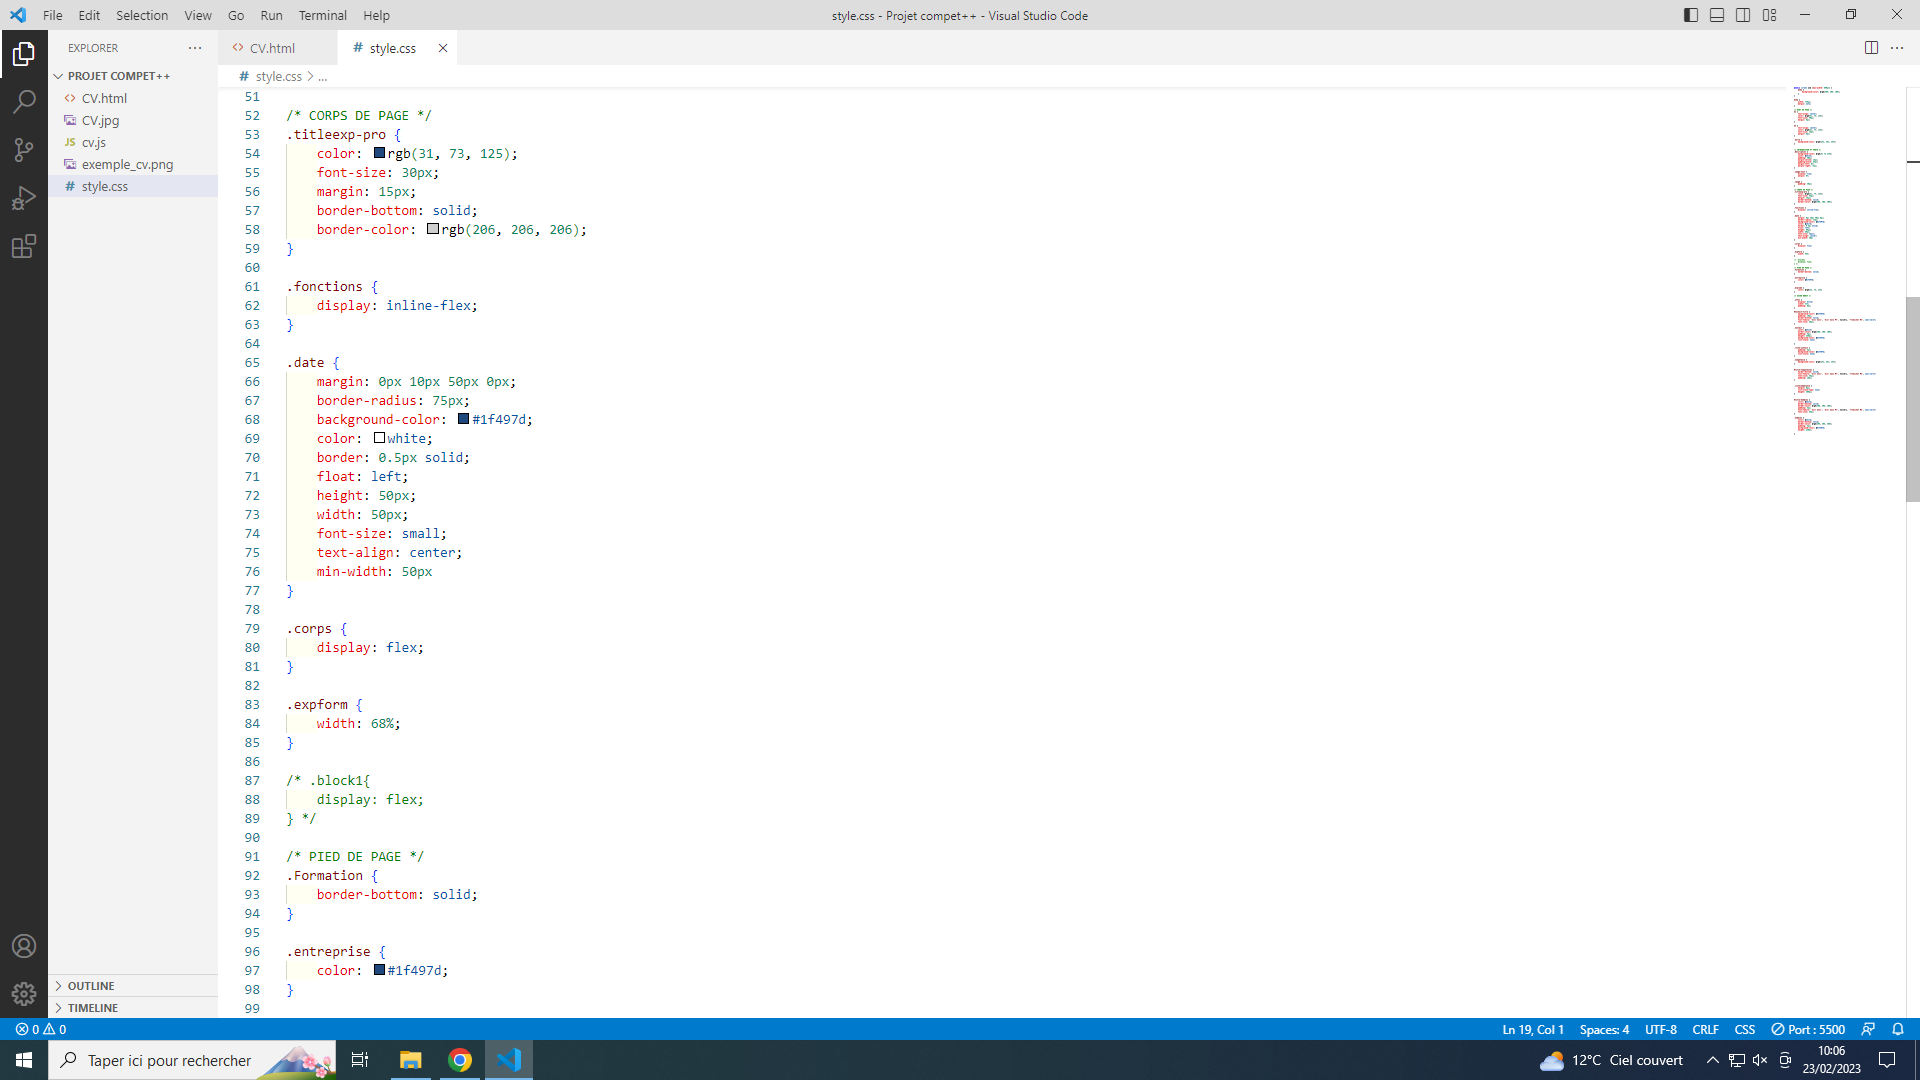 File Edit Selection View Go Run Terminal Help
style.css - Projet compet++ - Visual Studio Code
EXPLORER
PROJET COMPET++
CV.html
CV.jpg
cv.js
exemple_cv.png
style.css
OUTLINE
TIMELINE
CV.html
style.css
style.css > ...
51
52 /* CORPS DE PAGE */
53 .titleexp-pro {
54 color: rgb(31, 73, 125);
55 font-size: 30px;
56 margin: 15px;
57 border-bottom: solid;
58 border-color: rgb(206, 206, 206);
59 }
60
61 .fonctions {
62 display: inline-flex;
63 }
64
65 .date {
66 margin: 0px 10px 50px 0px;
67 border-radius: 75px;
68 background-color: #1f497d;
69 color: white;
70 border: 0.5px solid;
71 float: left;
72 height: 50px;
73 width: 50px;
74 font-size: small;
75 text-align: center;
76 min-width: 50px
77 }
78
79 .corps {
80 display: flex;
81 }
82
83 .expform {
84 width: 68%;
85 }
86
87 /* .block1{
88 display: flex;
89 } */
90
91 /* PIED DE PAGE */
92 .Formation {
93 border-bottom: solid;
94 }
95
96 .entreprise {
97 color: #1f497d;
98 }
99
0 0
Ln 19, Col 1 Spaces: 4 UTF-8 CRLF CSS Port : 5500
Taper ici pour rechercher
12°C Ciel couvert
10:06
23/02/2023